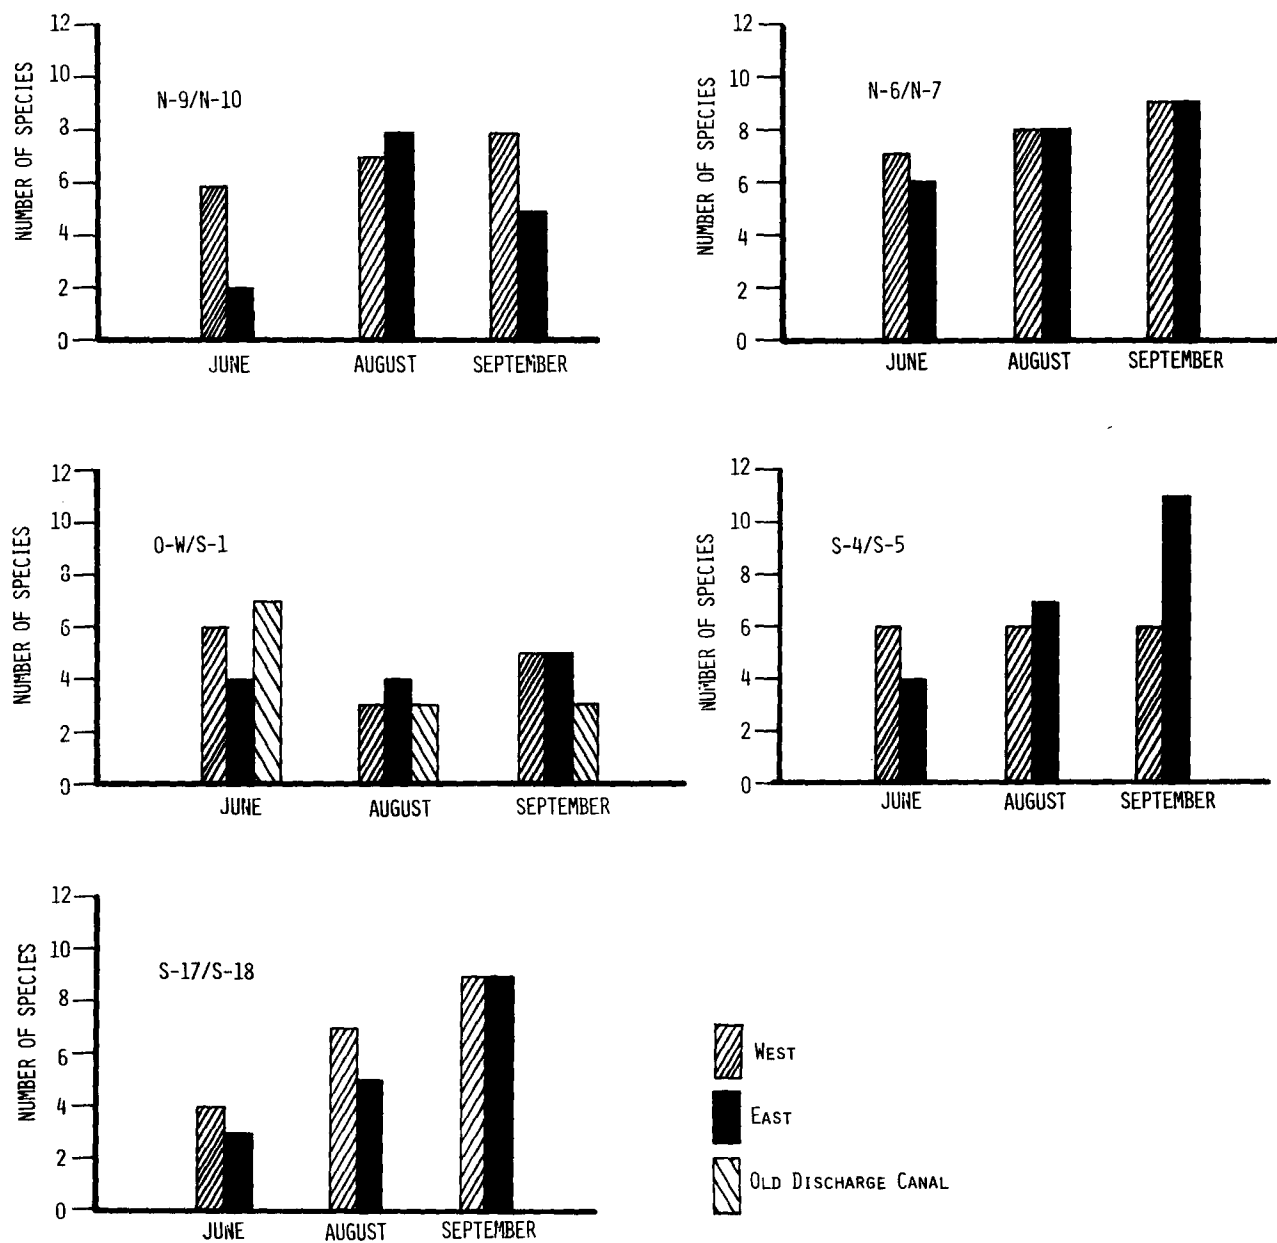 12
10
8
6
4
2
0
NUMBER OF SPECIES
N-9/N-10
JUNE AUGUST SEPTEMBER
12
10
8
6
4
2
0
NUMBER OF SPECIES
N-6/N-7
JUNE AUGUST SEPTEMBER
12
10
8
6
4
2
0
NUMBER OF SPECIES
O-W/S-1
JUNE AUGUST SEPTEMBER
12
10
8
6
4
2
0
NUMBER OF SPECIES
S-4/S-5
JUNE AUGUST SEPTEMBER
12
10
8
6
4
2
0
NUMBER OF SPECIES
S-17/S-18
JUNE AUGUST SEPTEMBER
WEST
EAST
OLD DISCHARGE CANAL